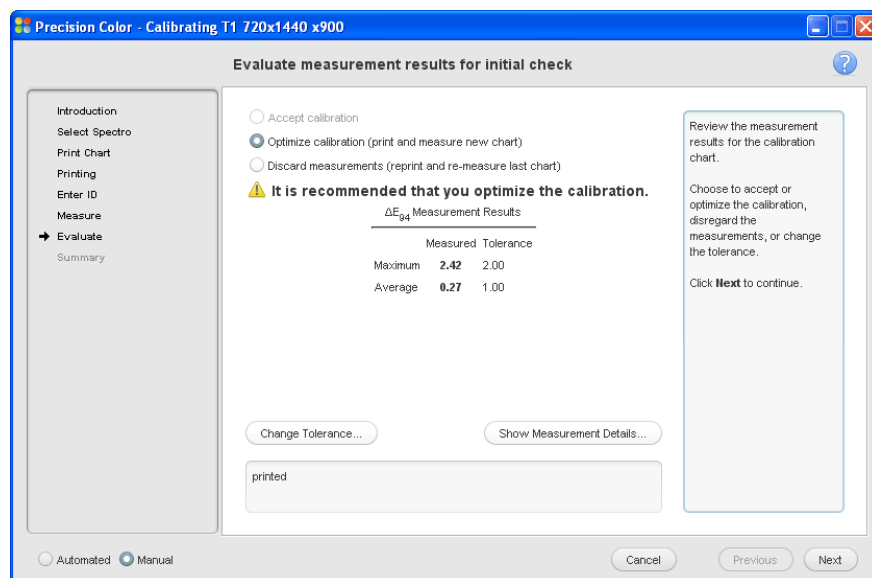 Precision Color - Calibrating T1 720x1440 x900
Evaluate measurement results for initial check
?
Introduction
Select Spectro
Print Chart
Printing
Enter ID
Measure
Evaluate
Summary
Accept calibration
Optimize calibration (print and measure new chart)
Discard measurements (reprint and re-measure last chart)
It is recommended that you optimize the calibration.
ΔE94 Measurement Results
Measured Tolerance
Maximum 2.42 2.00
Average 0.27 1.00
Change Tolerance...
Show Measurement Details...
printed
Review the measurement
results for the calibration
chart.
Choose to accept or
optimize the calibration,
disregard the
measurements, or change
the tolerance.
Click Next to continue.
Automated
Manual
Cancel
Previous
Next